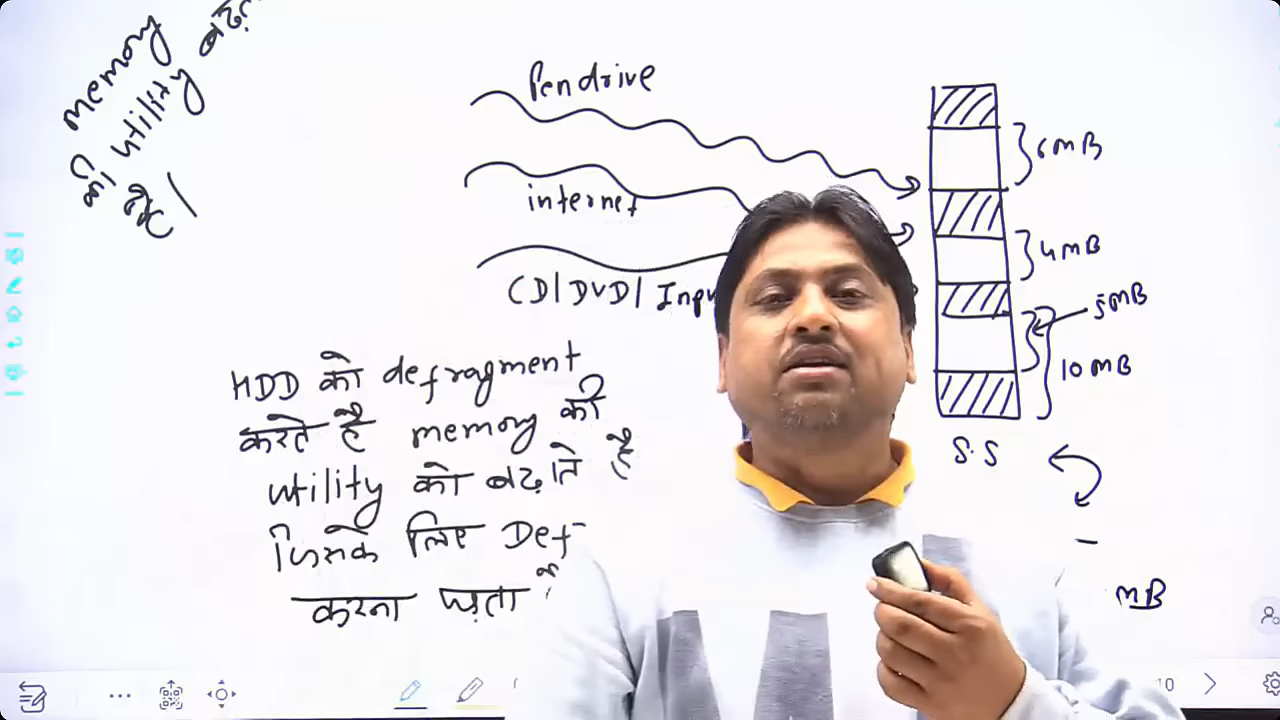 memory
की utility
बढ़
है।
Pendrive
internet
CD/DVD/ Inpu
6MB
4MB
5MB
10MB
S.S
MB
HDD को defragment
करते है memory की
utility को बढ़ाते है
जिसके लिए Def
करना पड़ता
10